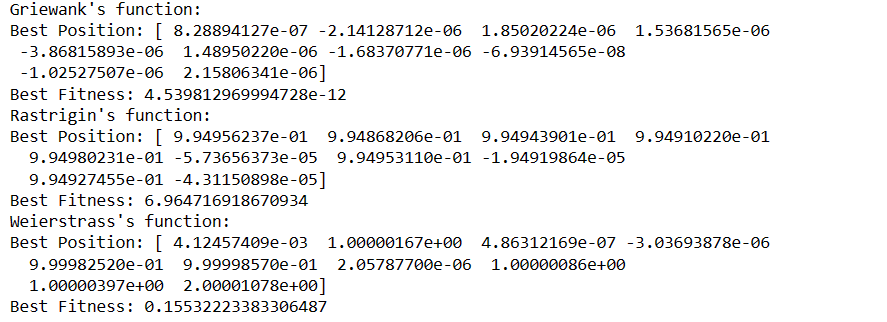 Griewank's function:
Best Position: [ 8.28894127e-07 -2.14128712e-06  1.85020224e-06  1.53681565e-06
 -3.86815893e-06  1.48950220e-06 -1.68370771e-06 -6.93914565e-08
 -1.02527507e-06  2.15806341e-06]
Best Fitness: 4.539812969994728e-12
Rastrigin's function:
Best Position: [ 9.94956237e-01  9.94868206e-01  9.94943901e-01  9.94910220e-01
  9.94980231e-01 -5.73656373e-05  9.94953110e-01 -1.94919864e-05
  9.94927455e-01 -4.31150898e-05]
Best Fitness: 6.964716918670934
Weierstrass's function:
Best Position: [ 4.12457409e-03  1.00000167e+00  4.86312169e-07 -3.03693878e-06
  9.99982520e-01  9.99998570e-01  2.05787700e-06  1.00000086e+00
  1.00000397e+00  2.00001078e+00]
Best Fitness: 0.15532223383306487